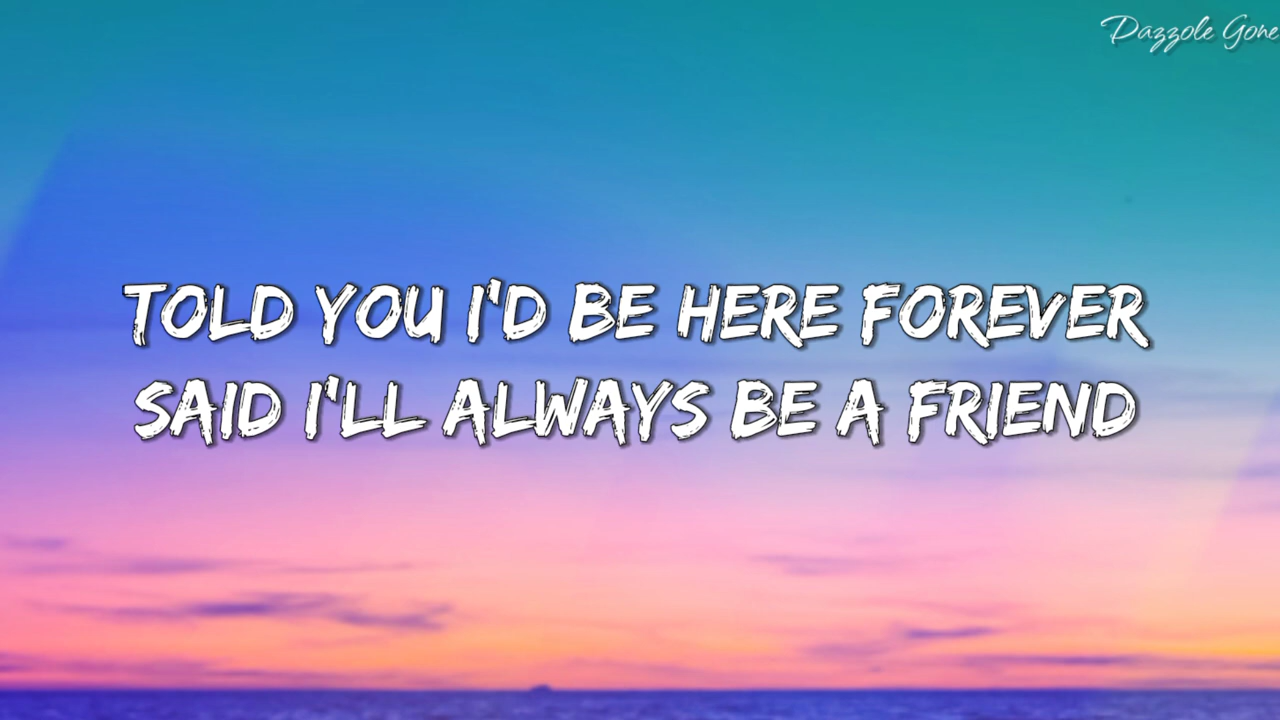 Dazzole Gone
TOLD YOU I'D BE HERE FOREVER
SAID I'LL ALWAYS BE A FRIEND